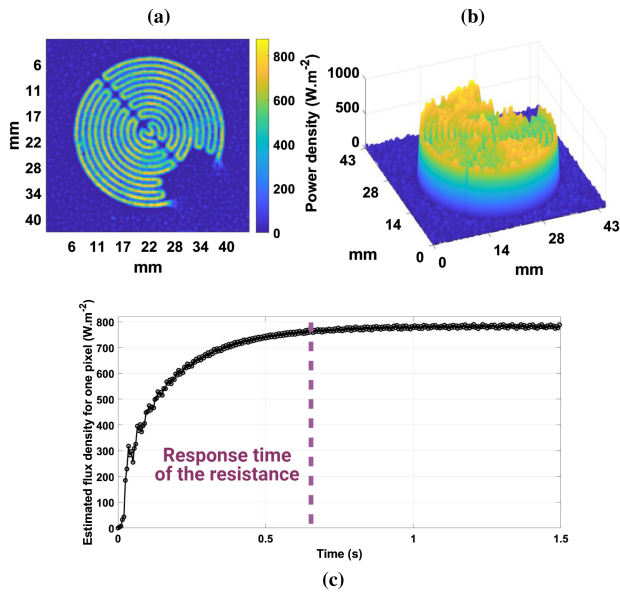 (a)
(b)
6
11
17
22
28
34
40
mm
6 11 17 22 28 34 40
mm
800
600
400
200
0
Power density (W.m-2)
1000
500
0
43
28
14
0
mm
0
14
28
43
mm
Estimated flux density for one pixel (W.m-2)
800
700
600
500
400
300
200
100
0
Response time
of the resistance
0 0.5 1 1.5
Time (s)
(c)